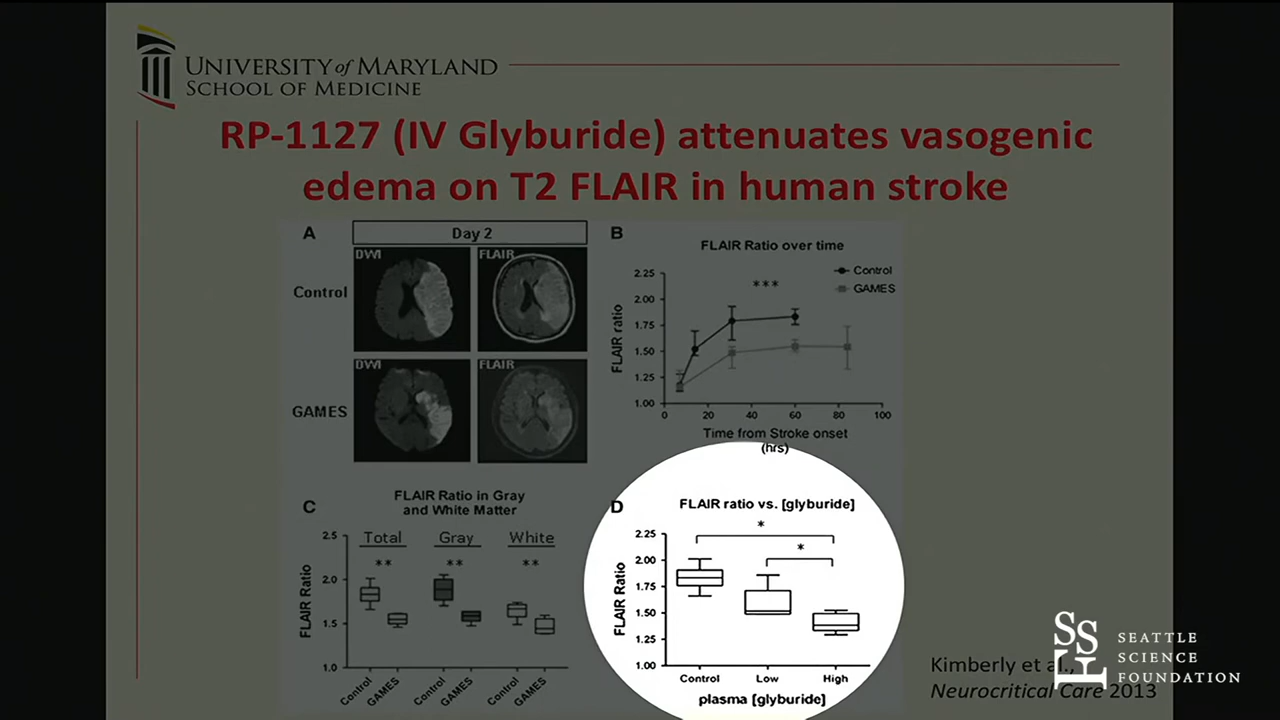 UNIVERSITY of MARYLAND
SCHOOL OF MEDICINE
RP-1127 (IV Glyburide) attenuates vasogenic
edema on T2 FLAIR in human stroke
A
Day 2
DWI
FLAIR
Control
DWI
FLAIR
GAMES
B
FLAIR Ratio over time
Control
GAMES
***
FLAIR ratio
2.25
2.00
1.75
1.50
1.25
1.00
0 20 40 60 80 100
Time from Stroke onset
(hrs)
C
FLAIR Ratio in Gray
and White Matter
Total Gray White
** ** **
FLAIR Ratio
2.5
2.0
1.5
1.0
Control GAMES Control GAMES Control GAMES
D
FLAIR ratio vs. [glyburide]
*
*
FLAIR Ratio
2.25
2.00
1.75
1.50
1.25
1.00
Control Low High
plasma [glyburide]
Kimberly et al.,
Neurocritical Care 2013
SSF
SEATTLE
SCIENCE
FOUNDATION